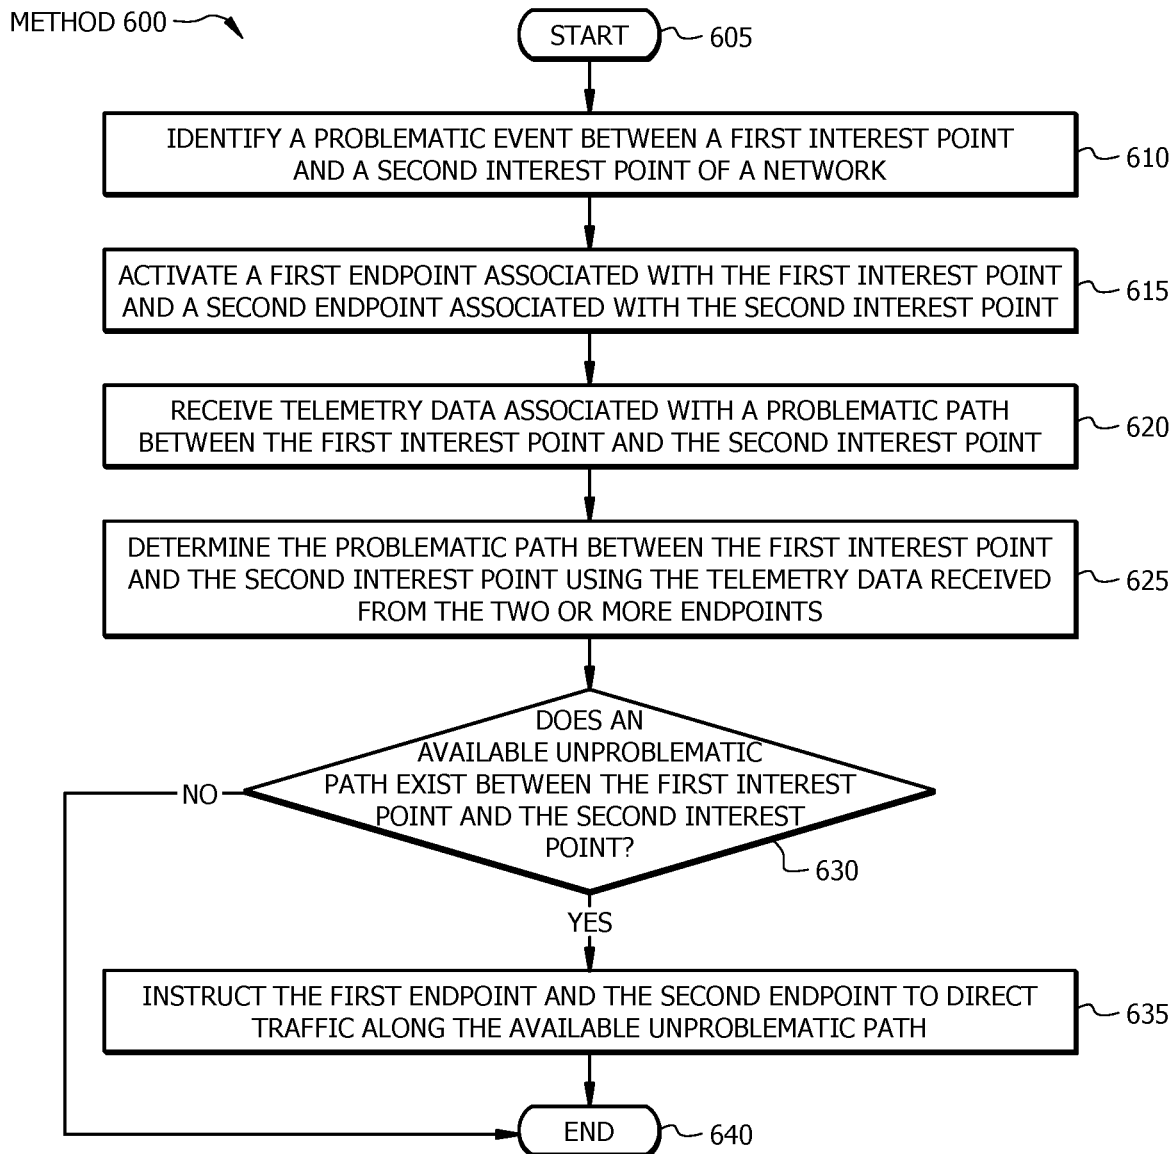 METHOD 600
START
605
IDENTIFY A PROBLEMATIC EVENT BETWEEN A FIRST INTEREST POINT
AND A SECOND INTEREST POINT OF A NETWORK
610
ACTIVATE A FIRST ENDPOINT ASSOCIATED WITH THE FIRST INTEREST POINT
AND A SECOND ENDPOINT ASSOCIATED WITH THE SECOND INTEREST POINT
615
RECEIVE TELEMETRY DATA ASSOCIATED WITH A PROBLEMATIC PATH
BETWEEN THE FIRST INTEREST POINT AND THE SECOND INTEREST POINT
620
DETERMINE THE PROBLEMATIC PATH BETWEEN THE FIRST INTEREST POINT
AND THE SECOND INTEREST POINT USING THE TELEMETRY DATA RECEIVED
FROM THE TWO OR MORE ENDPOINTS
625
DOES AN
AVAILABLE UNPROBLEMATIC
PATH EXIST BETWEEN THE FIRST INTEREST
POINT AND THE SECOND INTEREST
POINT?
630
NO
YES
INSTRUCT THE FIRST ENDPOINT AND THE SECOND ENDPOINT TO DIRECT
TRAFFIC ALONG THE AVAILABLE UNPROBLEMATIC PATH
635
END
640